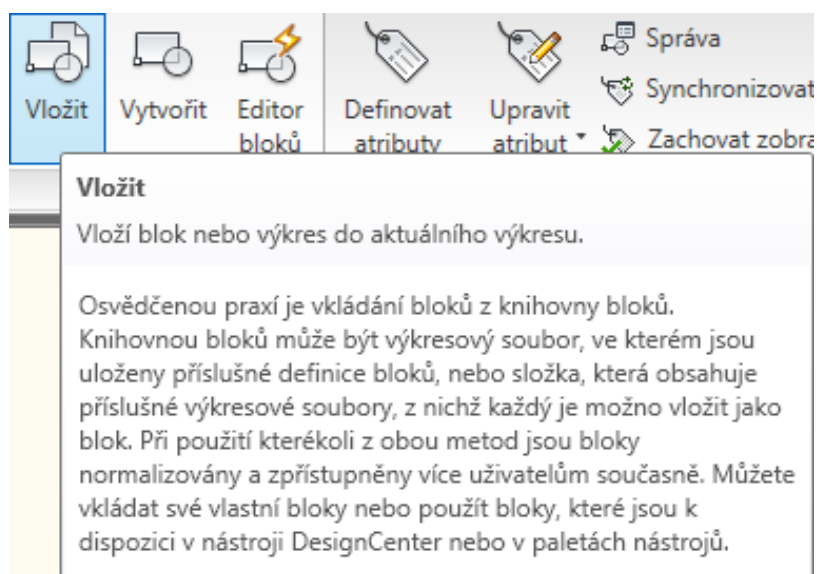 Vložit
Vytvořit
Editor
bloků
Definovat
atributy
Upravit
atribut
Správa
Synchronizovat
Zachovat zobra
Vložit
Vloží blok nebo výkres do aktuálního výkresu.
Osvědčenou praxí je vkládání bloků z knihovny bloků.
Knihovnou bloků může být výkresový soubor, ve kterém jsou
uloženy příslušné definice bloků, nebo složka, která obsahuje
příslušné výkresové soubory, z nichž každý je možno vložit jako
blok. Při použití kterékoli z obou metod jsou bloky
normalizovány a zpřístupněny více uživatelům současně. Můžete
vkládat své vlastní bloky nebo použít bloky, které jsou k
dispozici v nástroji DesignCenter nebo v paletách nástrojů.